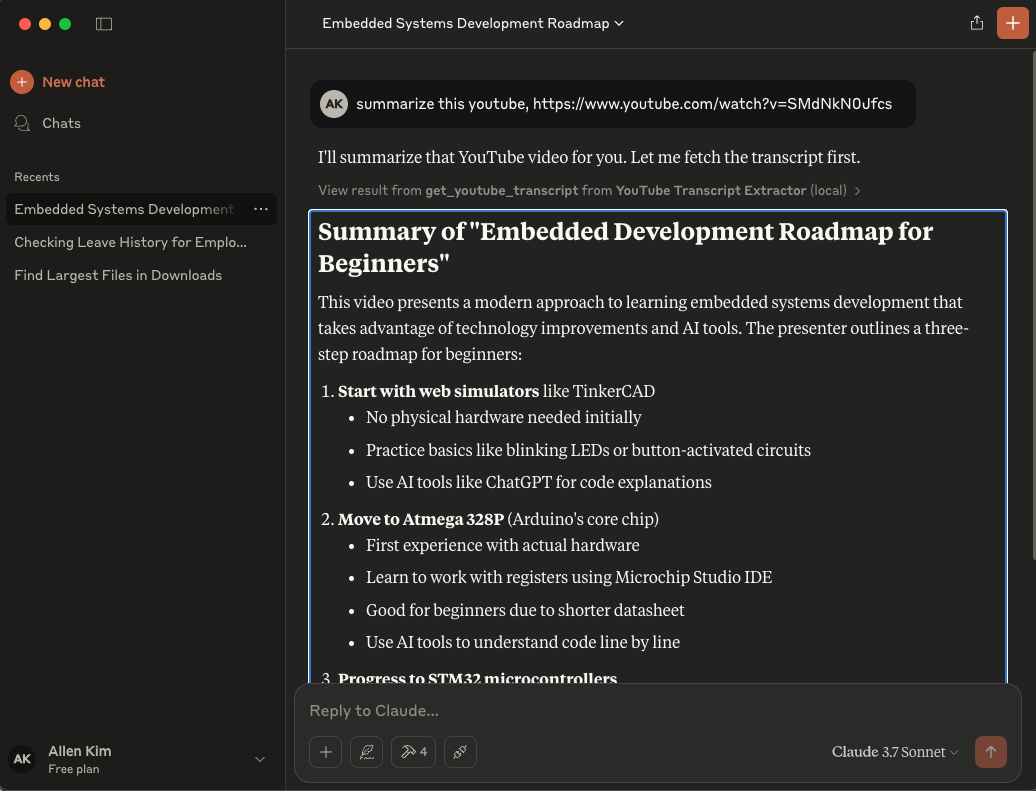 Embedded Systems Development Roadmap
New chat
Chats
Recents
Embedded Systems Development
Checking Leave History for Emplo...
Find Largest Files in Downloads
AK
Allen Kim
Free plan
AK summarize this youtube, https://www.youtube.com/watch?v=SMdNkN0Jfcs
I'll summarize that YouTube video for you. Let me fetch the transcript first.
View result from get_youtube_transcript from YouTube Transcript Extractor (local)
Summary of "Embedded Development Roadmap for
Beginners"
This video presents a modern approach to learning embedded systems development that
takes advantage of technology improvements and AI tools. The presenter outlines a three-
step roadmap for beginners:
1. Start with web simulators like TinkerCAD
• No physical hardware needed initially
• Practice basics like blinking LEDs or button-activated circuits
• Use AI tools like ChatGPT for code explanations
2. Move to Atmega 328P (Arduino's core chip)
• First experience with actual hardware
• Learn to work with registers using Microchip Studio IDE
• Good for beginners due to shorter datasheet
• Use AI tools to understand code line by line
3. Progress to STM32 microcontrollers
Reply to Claude...
4
Claude 3.7 Sonnet